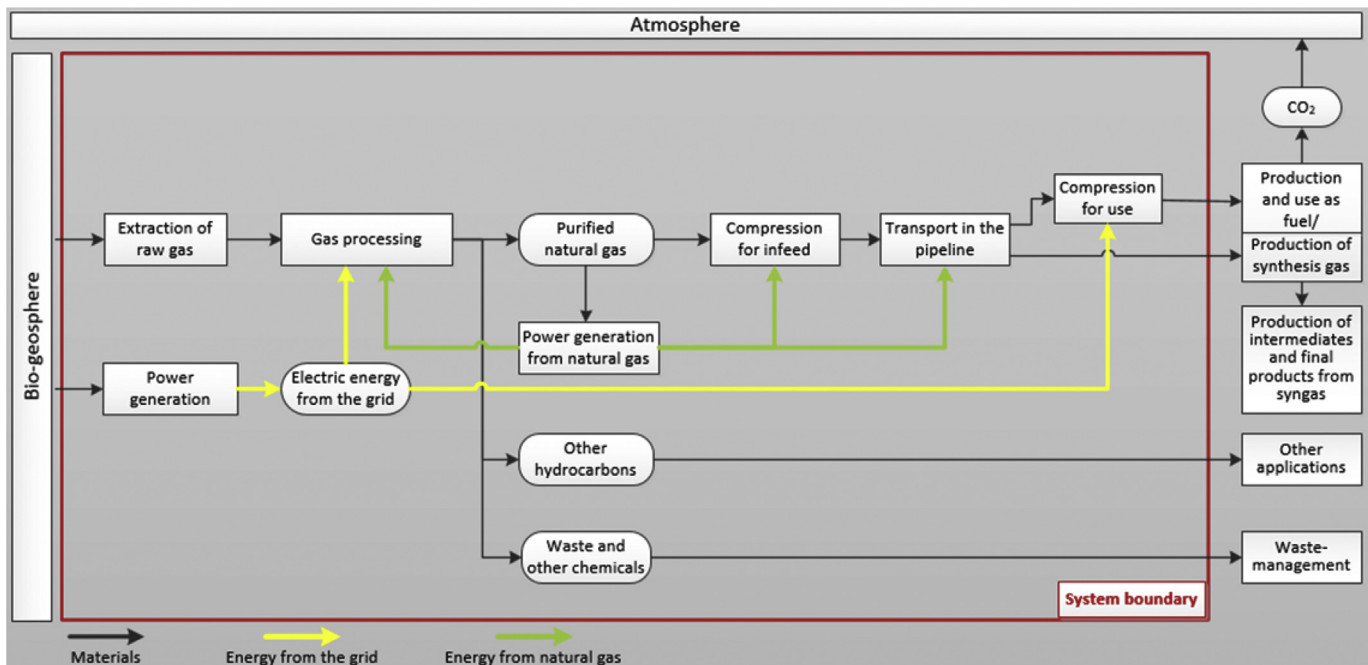 Atmosphere
Bio-geosphere
CO₂
Extraction of
raw gas
Gas processing
Purified
natural gas
Compression
for infeed
Transport in the
pipeline
Compression
for use
Production
and use as
fuel/
Production of
synthesis gas
Power generation
from natural gas
Production of
intermediates
and final
products from
syngas
Power
generation
Electric energy
from the grid
Other
hydrocarbons
Other
applications
Waste and
other chemicals
Waste-
management
System boundary
Materials
Energy from the grid
Energy from natural gas